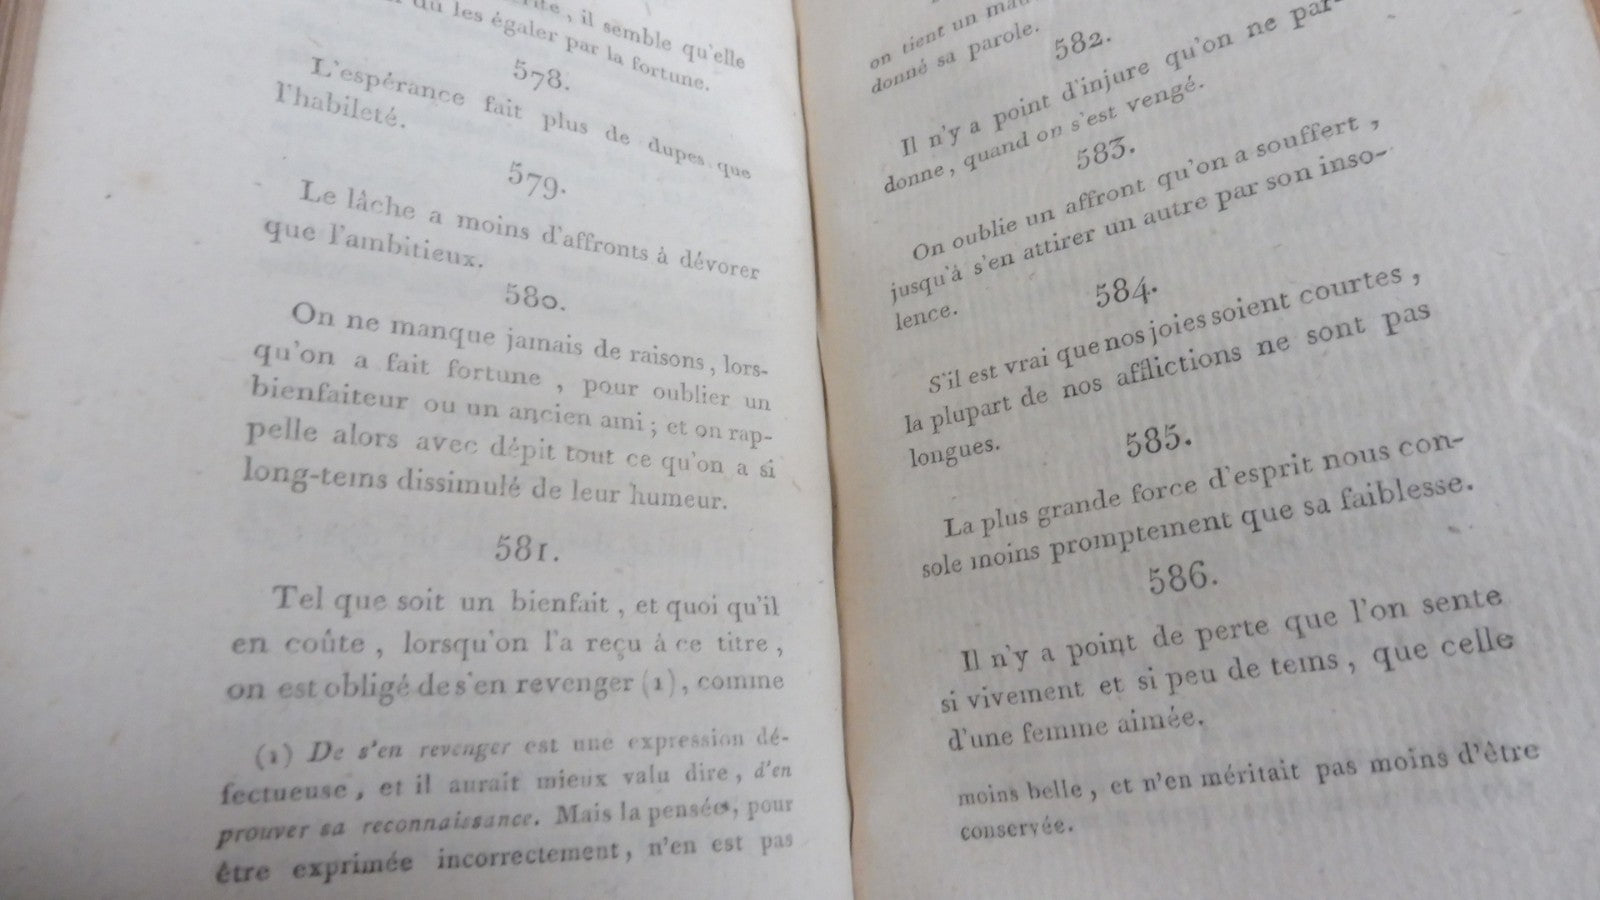 rite, il semble qu'elle
dû les égaler par la fortune.
578.
L'espérance fait plus de dupes que
l'habileté.
579.
Le lâche a moins d'affronts à dévorer
que l'ambitieux.
580.
On ne manque jamais de raisons, lors-
qu'on a fait fortune, pour oublier un
bienfaiteur ou un ancien ami; et on rap-
pelle alors avec dépit tout ce qu'on a si
long-tems dissimulé de leur humeur.
581.
Tel que soit un bienfait, et quoi qu'il
en coûte, lorsqu'on l'a reçu à ce titre,
on est obligé de s'en revenger (1), comme
(1) De s'en revenger est une expression dé-
fectueuse, et il aurait mieux valu dire, d'en
prouver sa reconnaissance. Mais la pensée, pour
être exprimée incorrectement, n'en est pas
on tient un
donné sa parole.
582.
Il n'y a point d'injure qu'on ne par-
donne, quand on s'est vengé.
583.
On oublie un affront qu'on a souffert,
jusqu'à s'en attirer un autre par son inso-
lence.
584.
S'il est vrai que nos joies soient courtes,
la plupart de nos afflictions ne sont pas
longues.
585.
La plus grande force d'esprit nous con-
sole moins promptement que sa faiblesse.
586.
Il n'y a point de perte que l'on sente
si vivement et si peu de tems, que celle
d'une femme aimée.
moins belle, et n'en méritait pas moins d'être
conservée.